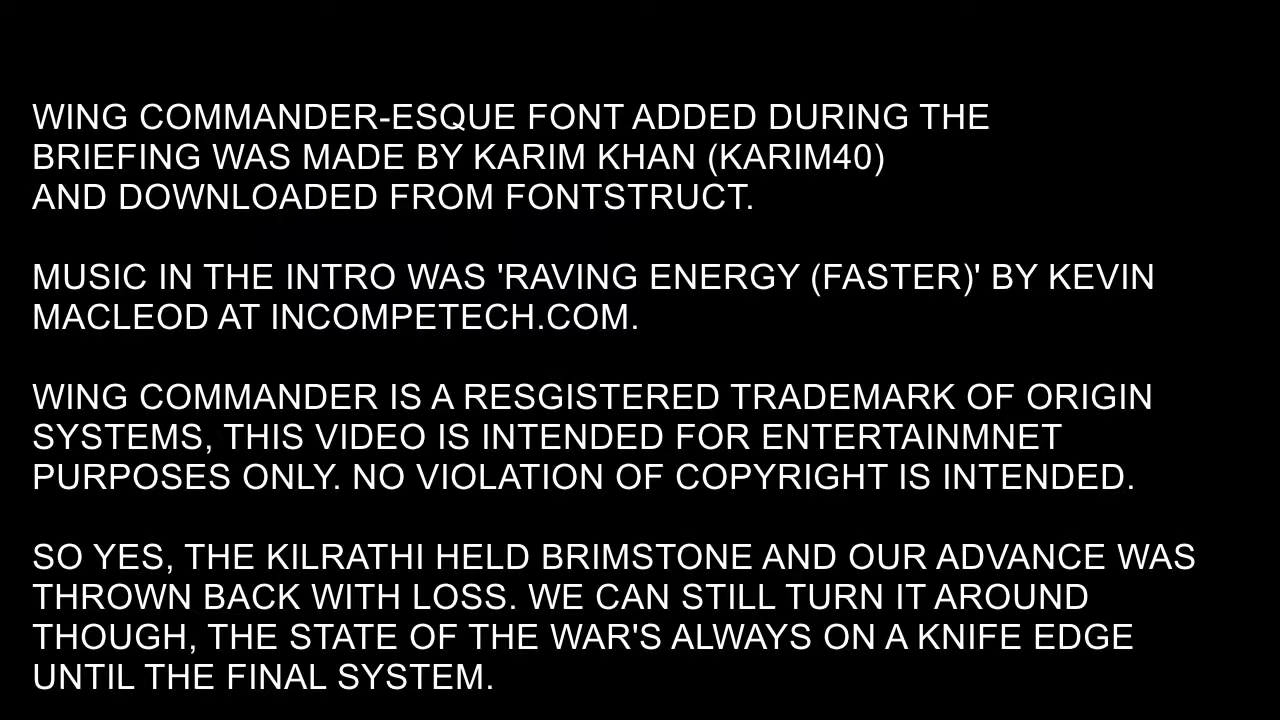 WING COMMANDER-ESQUE FONT ADDED DURING THE
BRIEFING WAS MADE BY KARIM KHAN (KARIM40)
AND DOWNLOADED FROM FONTSTRUCT.
MUSIC IN THE INTRO WAS 'RAVING ENERGY (FASTER)' BY KEVIN
MACLEOD AT INCOMPETECH.COM.
WING COMMANDER IS A RESGISTERED TRADEMARK OF ORIGIN
SYSTEMS, THIS VIDEO IS INTENDED FOR ENTERTAINMNET
PURPOSES ONLY. NO VIOLATION OF COPYRIGHT IS INTENDED.
SO YES, THE KILRATHI HELD BRIMSTONE AND OUR ADVANCE WAS
THROWN BACK WITH LOSS. WE CAN STILL TURN IT AROUND
THOUGH, THE STATE OF THE WAR'S ALWAYS ON A KNIFE EDGE
UNTIL THE FINAL SYSTEM.